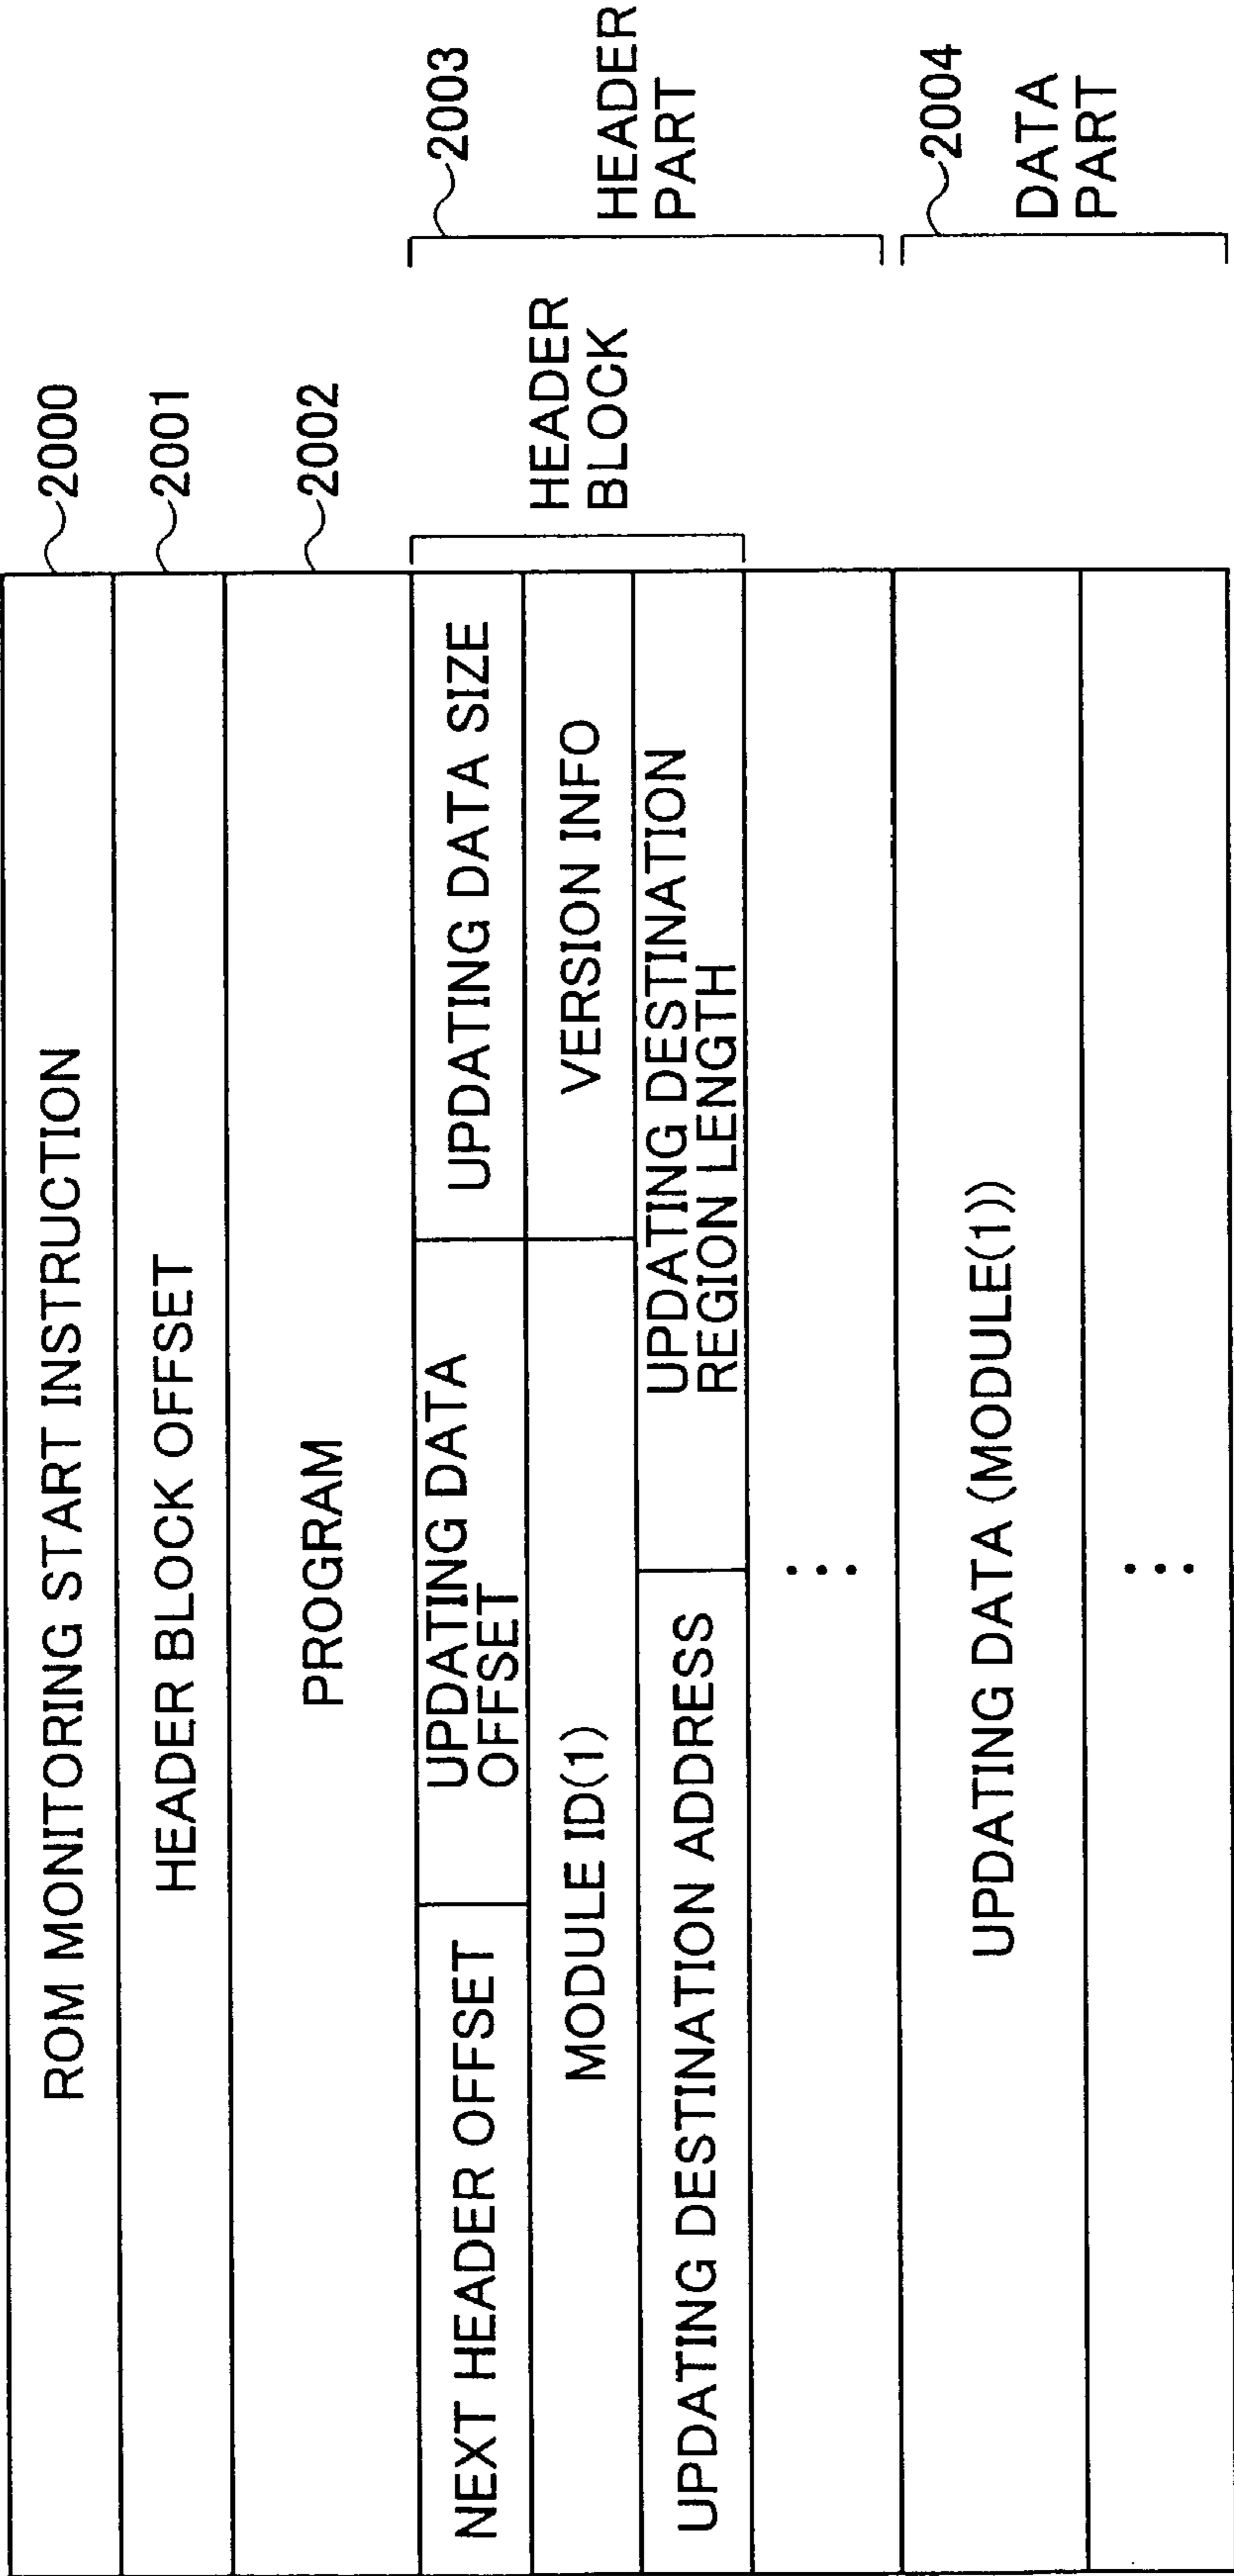 ROM MONITORING START INSTRUCTION
2000
HEADER BLOCK OFFSET
2001
PROGRAM
2002
NEXT HEADER OFFSET
UPDATING DATA
OFFSET
UPDATING DATA SIZE
MODULE ID(1)
VERSION INFO
UPDATING DESTINATION ADDRESS
UPDATING DESTINATION
REGION LENGTH
HEADER
BLOCK
2003
HEADER
PART
...
UPDATING DATA (MODULE(1))
...
2004
DATA
PART